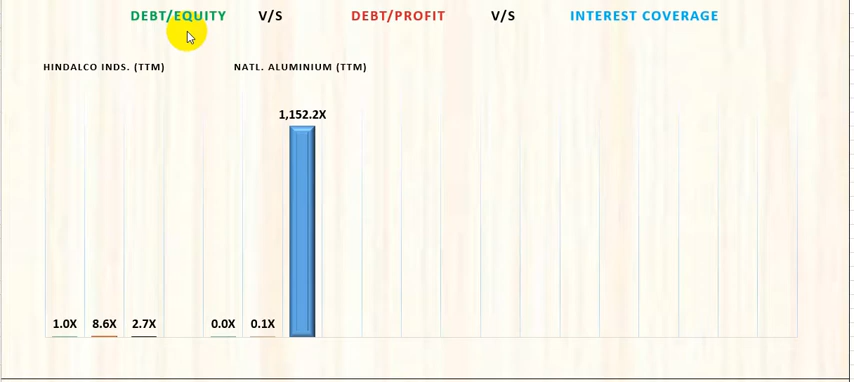 DEBT/EQUITY V/S DEBT/PROFIT V/S INTEREST COVERAGE
HINDALCO INDS. (TTM) NATL. ALUMINIUM (TTM)
1,152.2X
1.0X 8.6X 2.7X 0.0X 0.1X